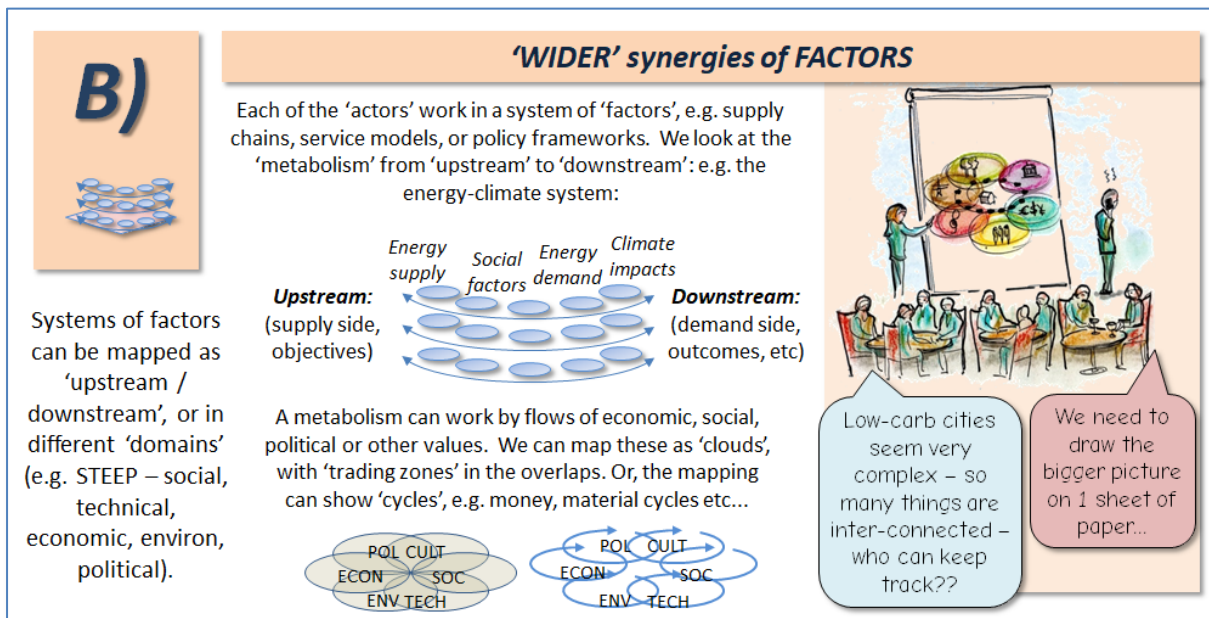 B)
‘WIDER’ synergies of FACTORS
Systems of factors
can be mapped as
‘upstream /
downstream’, or in
different ‘domains’
(e.g. STEEP – social,
technical,
economic, environ,
political).
Each of the ‘actors’ work in a system of ‘factors’, e.g. supply
chains, service models, or policy frameworks. We look at the
‘metabolism’ from ‘upstream’ to ‘downstream’: e.g. the
energy-climate system:
Energy
supply
Social
factors
Energy
demand
Climate
impacts
Upstream:
(supply side,
objectives)
Downstream:
(demand side,
outcomes, etc)
A metabolism can work by flows of economic, social,
political or other values. We can map these as ‘clouds’,
with ‘trading zones’ in the overlaps. Or, the mapping
can show ‘cycles’, e.g. money, material cycles etc...
POL CULT
ECON SOC
ENV TECH
POL CULT
ECON SOC
ENV TECH
Low-carb cities
seem very
complex – so
many things are
inter-connected –
who can keep
track??
We need to
draw the
bigger picture
on 1 sheet of
paper...